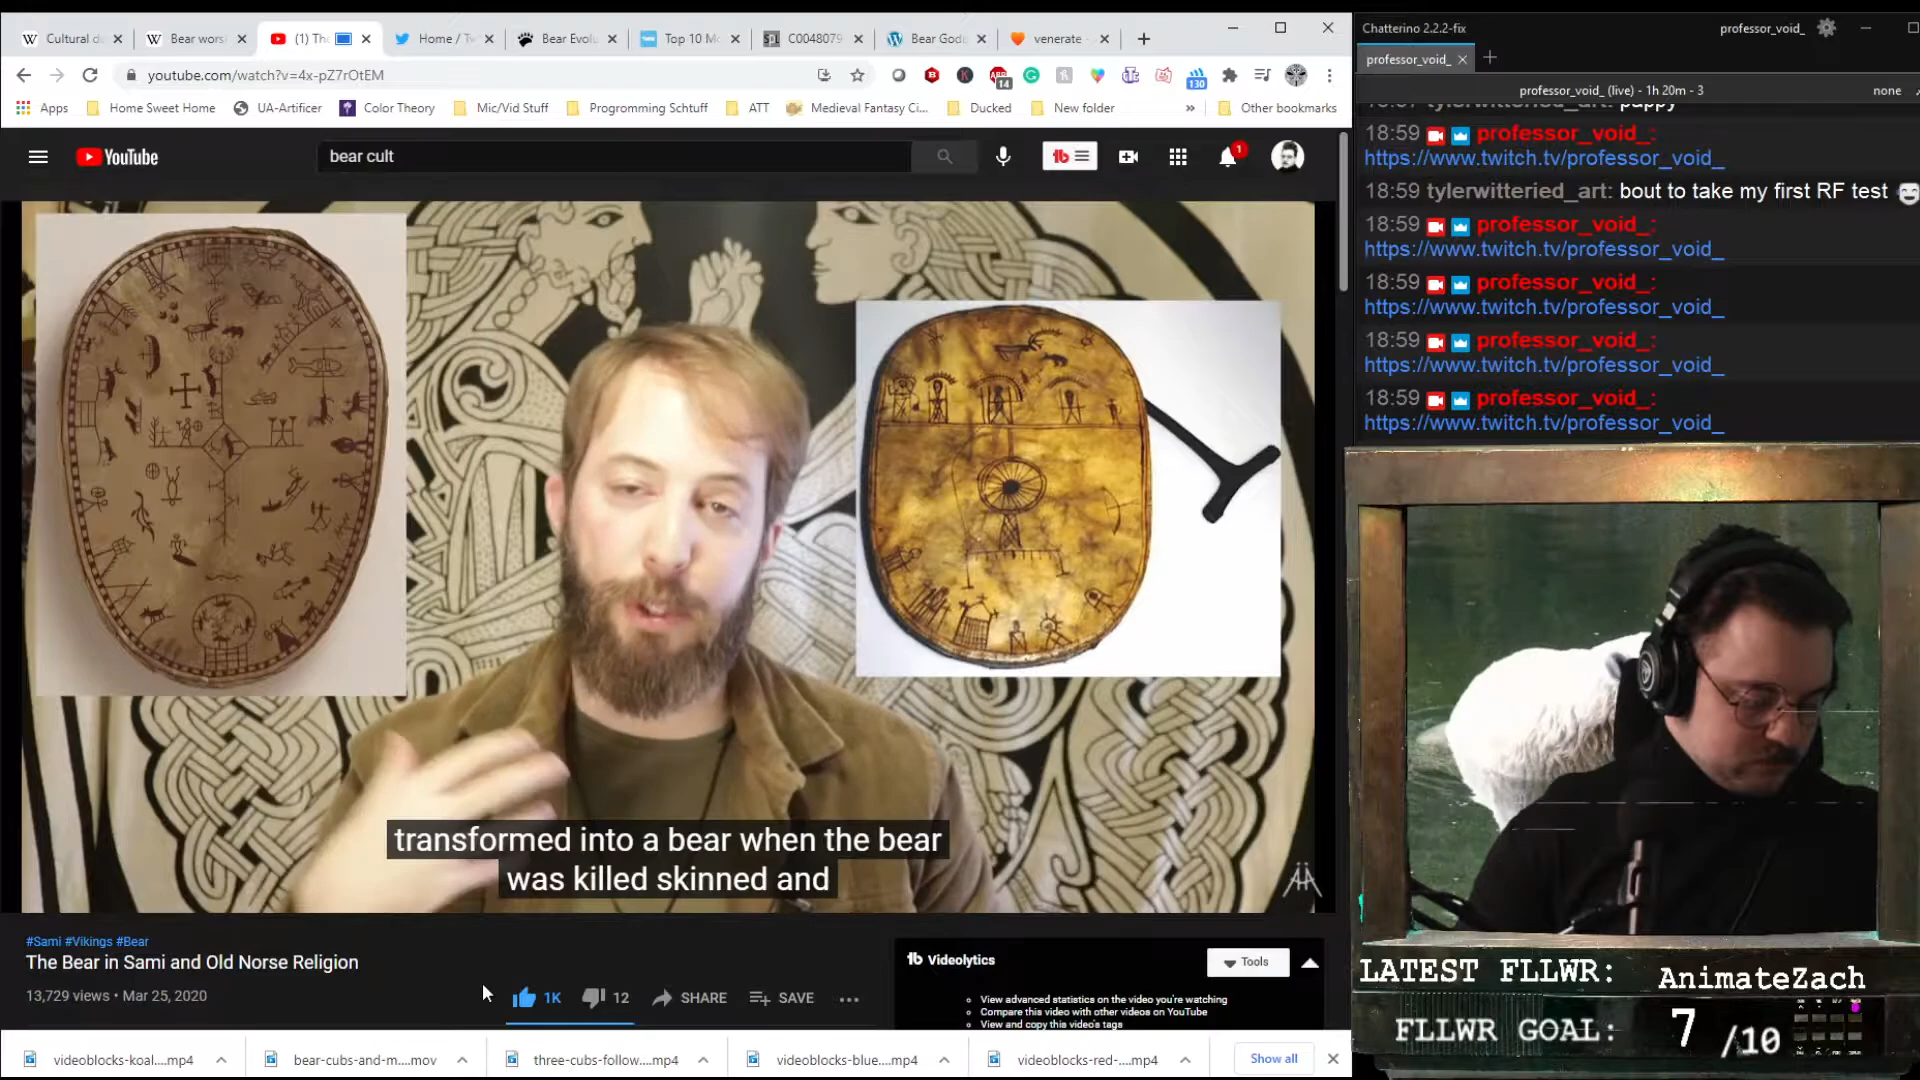 Cultural d
Bear wors
(1) Th
Home / Tw
Bear Evol
Top 10 M
C0048079
Bear God
venerate
youtube.com/watch?v=4x-pZ7rOtEM
14
130
Apps
Home Sweet Home
UA-Artificer
Color Theory
Mic/Vid Stuff
Programming Schtuff
ATT
Medieval Fantasy Ci...
Ducked
New folder
»
Other bookmarks
YouTube
bear cult
1
transformed into a bear when the bear
was killed skinned and
#Sami #Vikings #Bear
The Bear in Sami and Old Norse Religion
13,729 views • Mar 25, 2020
1K
12
SHARE
SAVE
Videolytics
Tools
View advanced statistics on the video you're watching
Compare this video with other videos on YouTube
View and copy this video's tags
videoblocks-koal....mp4
bear-cubs-and-m....mov
three-cubs-follow....mp4
videoblocks-blue....mp4
videoblocks-red-....mp4
Show all
Chatterino 2.2.2-fix
professor_void_
professor_void_
professor_void_ (live) - 1h 20m - 3
none
tylerwitteried_art: puppy
18:59 professor_void_:
https://www.twitch.tv/professor_void_
18:59 tylerwitteried_art: bout to take my first RF test
18:59 professor_void_:
https://www.twitch.tv/professor_void_
18:59 professor_void_:
https://www.twitch.tv/professor_void_
18:59 professor_void_:
https://www.twitch.tv/professor_void_
18:59 professor_void_:
https://www.twitch.tv/professor_void_
LATEST FLLWR: AnimateZach
FLLWR GOAL: 7 /10